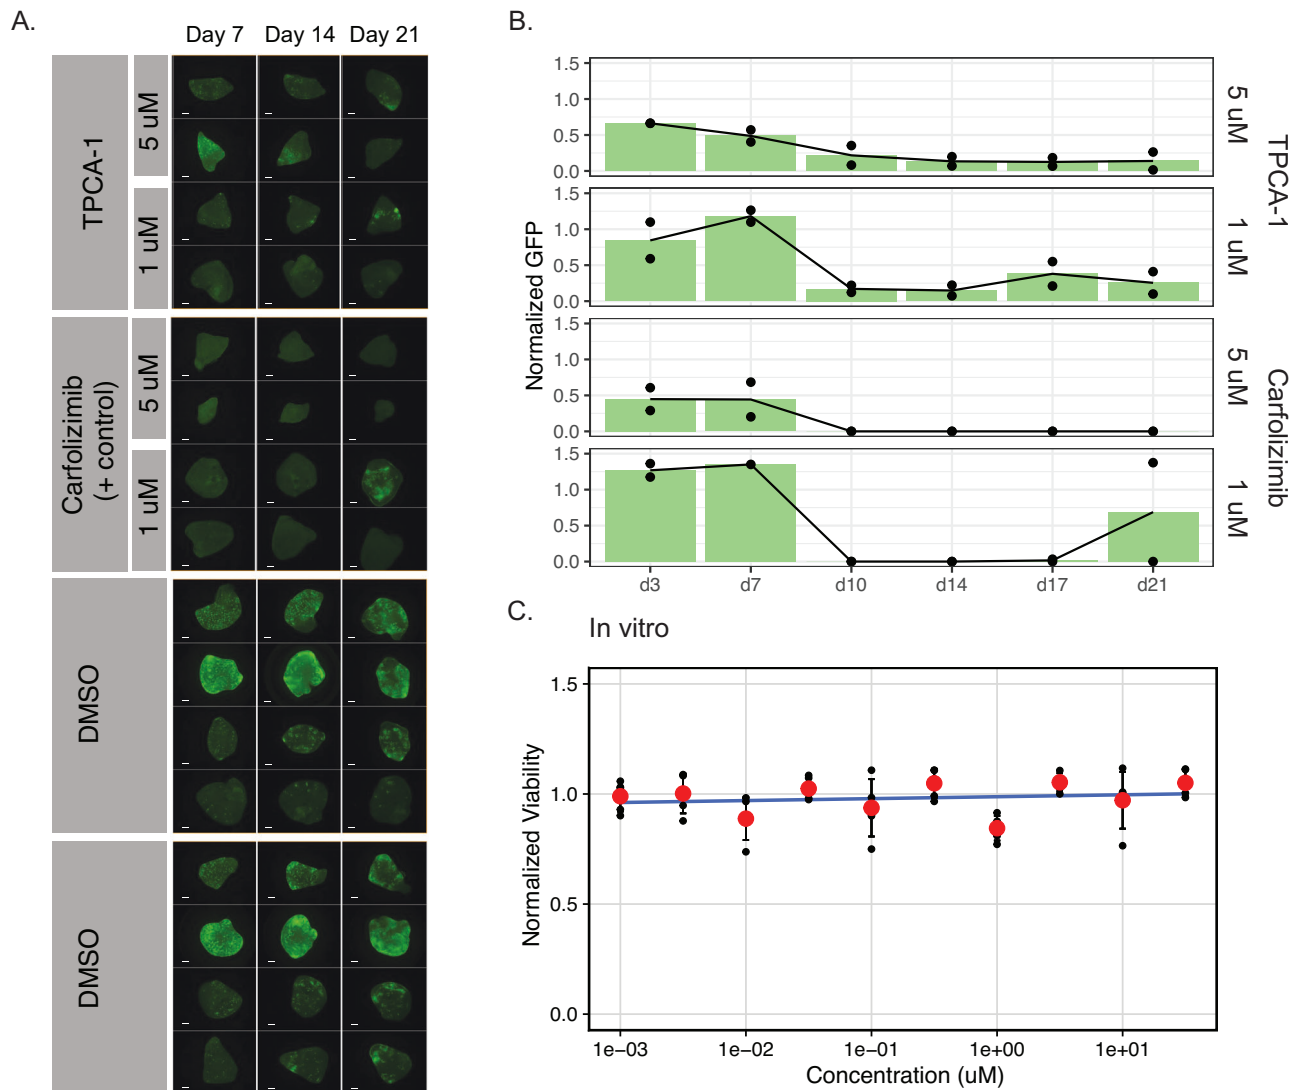 A.
Day 7 Day 14 Day 21
TPCA-1
5 uM
1 uM
Carfolizimib
(+ control)
5 uM
1 uM
DMSO
DMSO
B.
Normalized GFP
1.5
1.0
0.5
0.0
5 uM
1.5
1.0
0.5
0.0
1 uM
TPCA-1
1.5
1.0
0.5
0.0
5 uM
1.5
1.0
0.5
0.0
1 uM
Carfolizimib
d3 d7 d10 d14 d17 d21
C.
In vitro
Normalized Viability
1.5
1.0
0.5
0.0
1e−03 1e−02 1e−01 1e+00 1e+01
Concentration (uM)